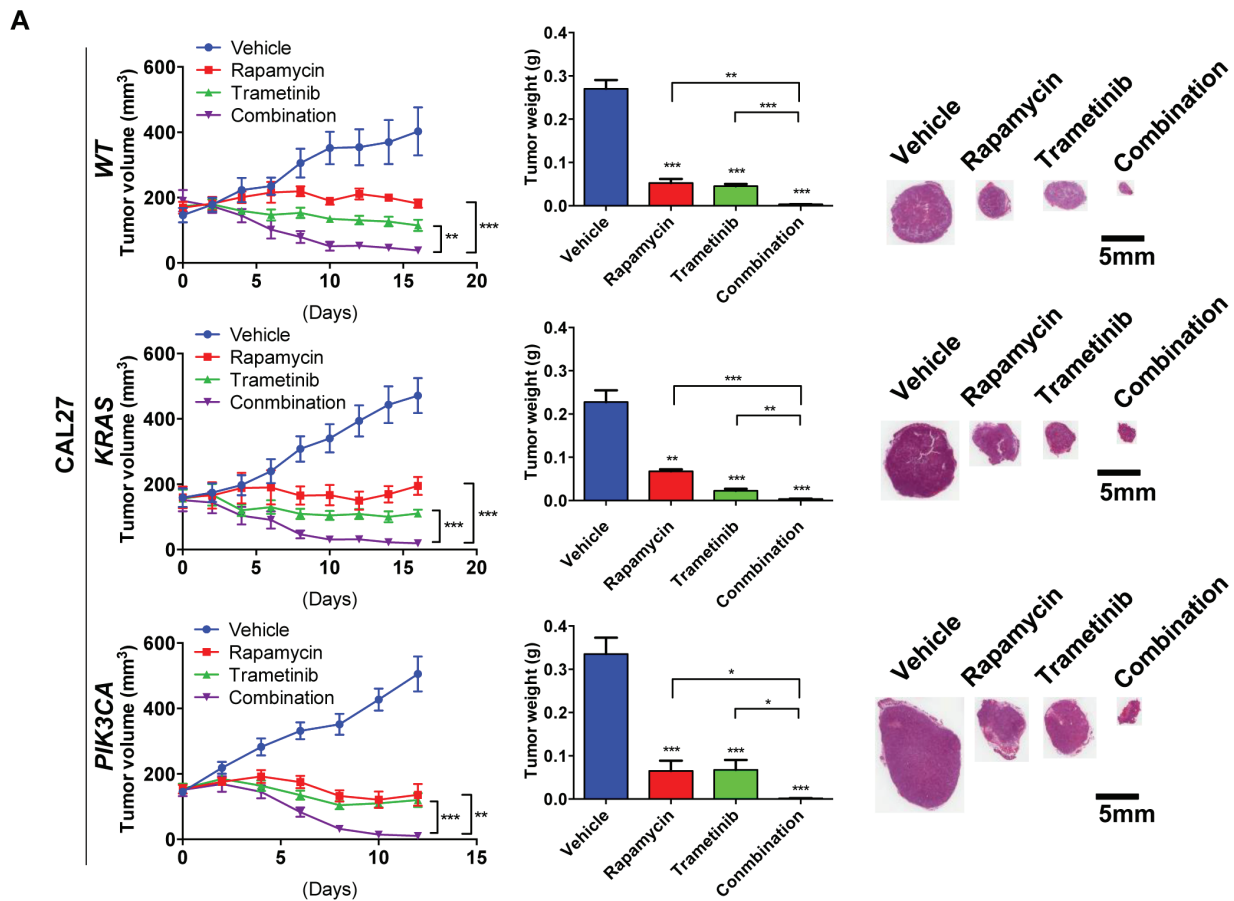 A
CAL27
WT
Tumor volume (mm3)
600
400
200
0
Vehicle
Rapamycin
Trametinib
Combination
**
***
0
5
10
15
20
(Days)
Tumor weight (g)
0.4
0.3
0.2
0.1
0.0
**
***
***
***
***
Vehicle
Rapamycin
Trametinib
Conmbination
Vehicle
Rapamycin
Trametinib
Combination
5mm
KRAS
Tumor volume (mm3)
600
400
200
0
Vehicle
Rapamycin
Trametinib
Conmbination
***
***
0
5
10
15
20
(Days)
Tumor weight (g)
0.4
0.3
0.2
0.1
0.0
***
**
**
***
***
Vehicle
Rapamycin
Trametinib
Conmbination
Vehicle
Rapamycin
Trametinib
Combination
5mm
PIK3CA
Tumor volume (mm3)
600
400
200
0
Vehicle
Rapamycin
Trametinib
Combination
***
**
0
5
10
15
(Days)
Tumor weight (g)
0.4
0.3
0.2
0.1
0.0
*
*
***
***
***
Vehicle
Rapamycin
Trametinib
Conmbination
Vehicle
Rapamycin
Trametinib
Combination
5mm